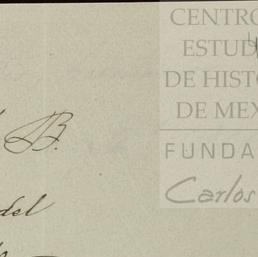 CENTRO
ESTUD
DE HISTO
DE MEX
FUNDA
Carlos
B.
del